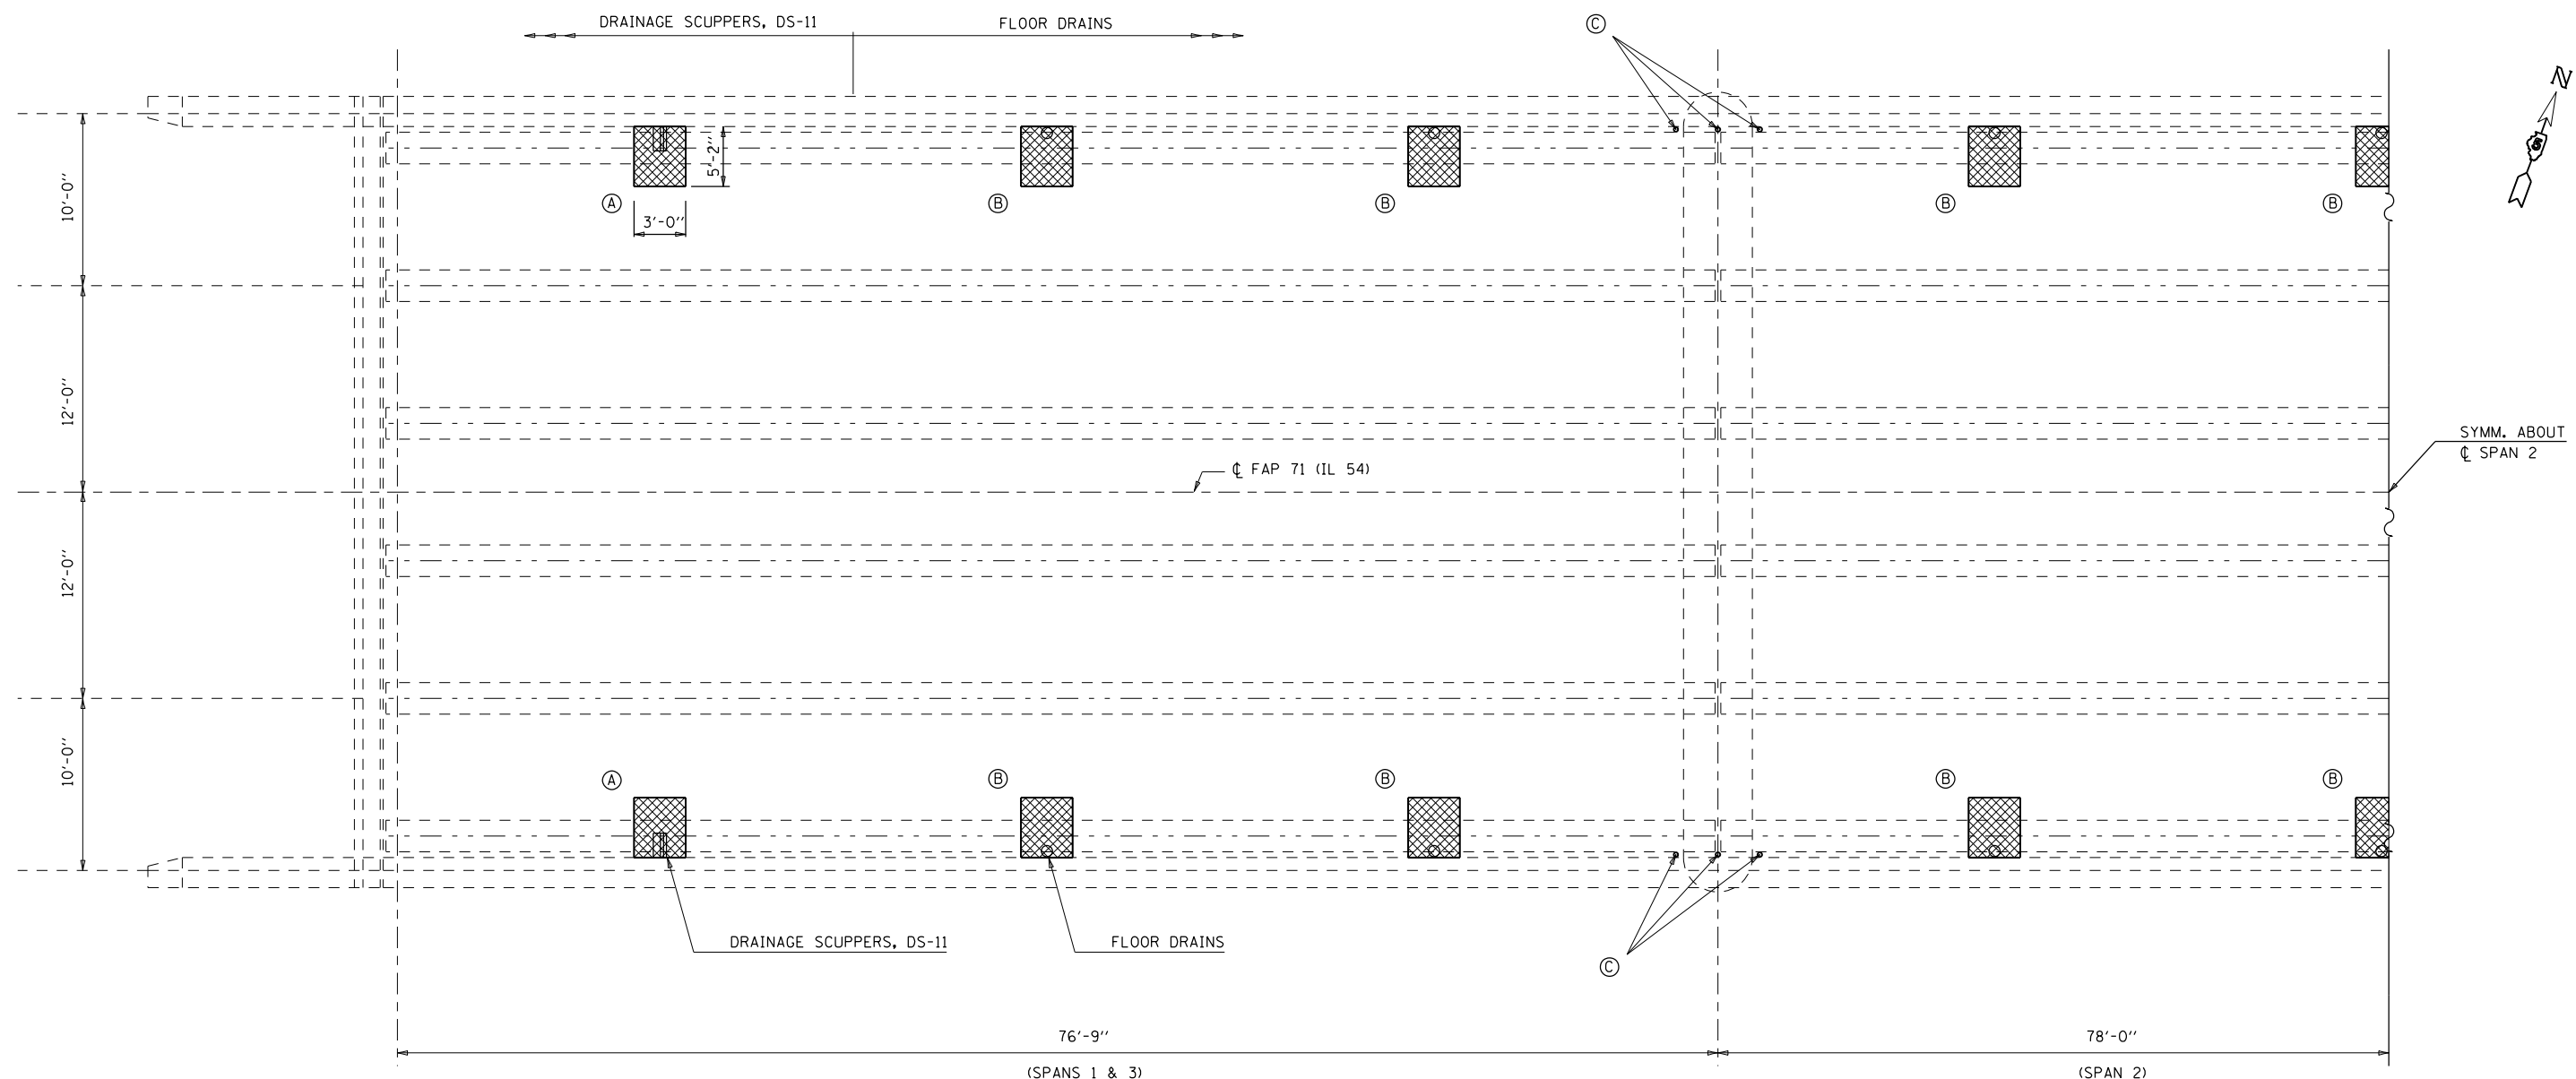 DRAINAGE SCUPPERS, DS-11
FLOOR DRAINS
C
N
5
10'-0''
5'-2''
A
B
B
B
B
3'-0''
12'-0''
SYMM. ABOUT
℄ SPAN 2
℄ FAP 71 (IL 54)
12'-0''
10'-0''
A
B
B
B
B
DRAINAGE SCUPPERS, DS-11
FLOOR DRAINS
C
76'-9''
78'-0''
(SPANS 1 & 3)
(SPAN 2)